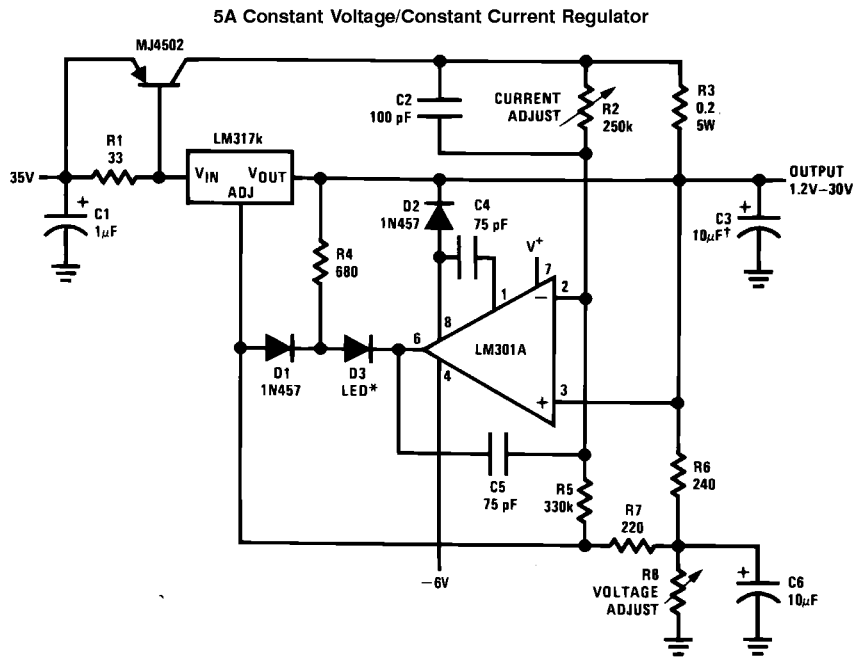 5A Constant Voltage/Constant Current Regulator
MJ4502
C2
100 pF
CURRENT
ADJUST
R2
250k
R3
0.2
5W
R1
33
LM317k
35V
VIN
VOUT
ADJ
OUTPUT
1.2V–30V
+
C1
1μF
D2
1N457
C4
75 pF
+
C3
10μF†
R4
680
V+
7
1
2
−
8
6
LM301A
4
D1
1N457
D3
LED*
+
3
C5
75 pF
R5
330k
R6
240
R7
220
−6V
R8
VOLTAGE
ADJUST
+
C6
10μF